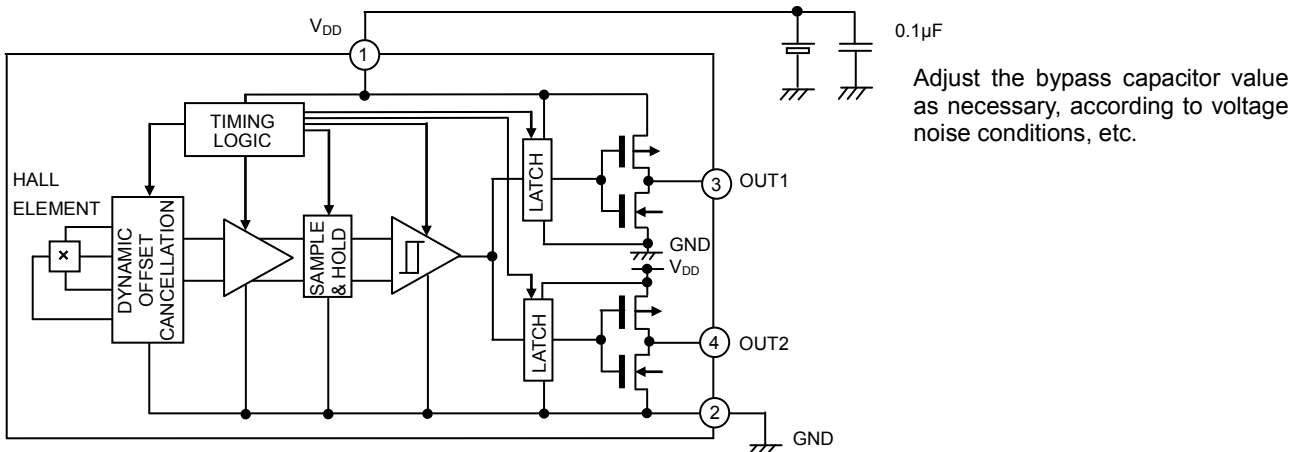 VDD
1
0.1µF
Adjust the bypass capacitor value
as necessary, according to voltage
noise conditions, etc.
TIMING
LOGIC
HALL
ELEMENT
×
DYNAMIC
OFFSET
CANCELLATION
SAMPLE
& HOLD
LATCH
3
OUT1
GND
VDD
LATCH
4
OUT2
2
GND